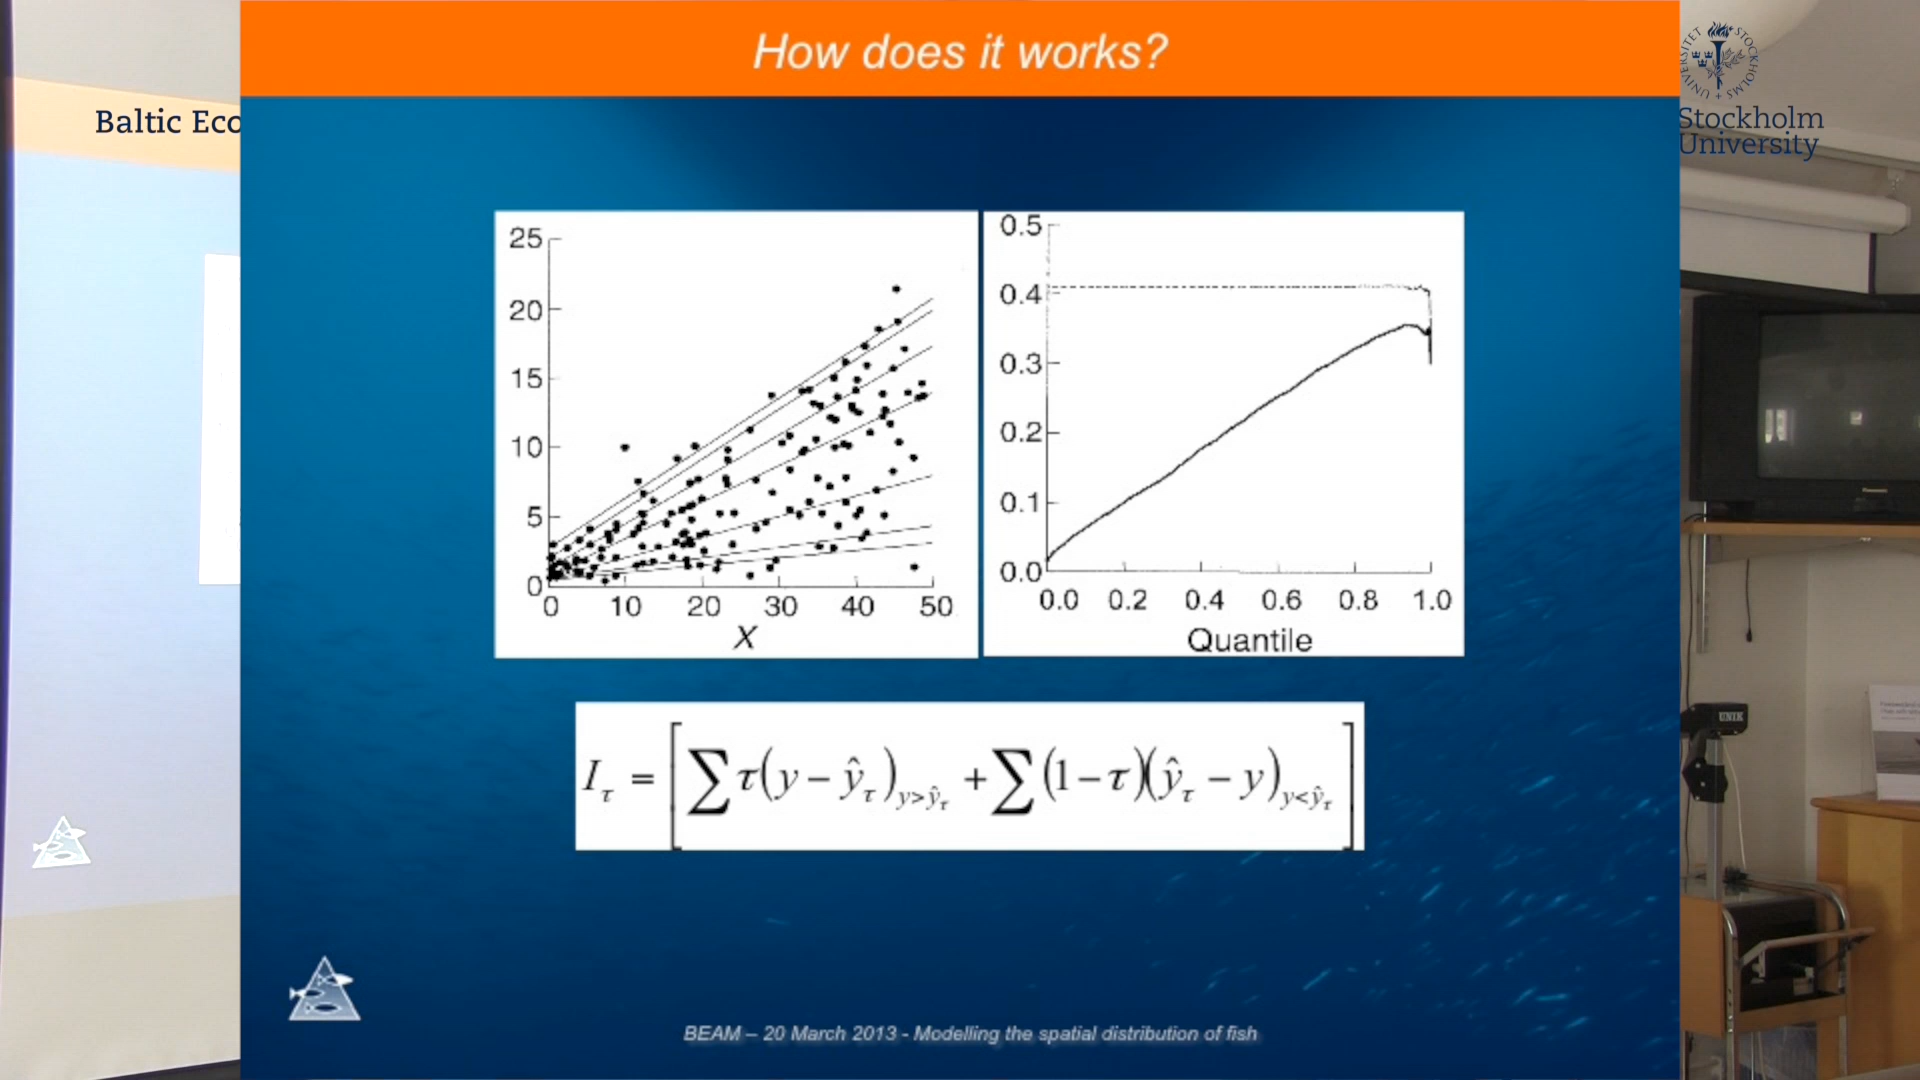 How does it works?
Baltic Eco
Stockholm
University
25
20
15
10
5
0
0 10 20 30 40 50
X
0.5
0.4
0.3
0.2
0.1
0.0
0.0 0.2 0.4 0.6 0.8 1.0
Quantile
I_τ = [∑τ(y − ŷ_τ)_{y>ŷ_τ} + ∑(1−τ)(ŷ_τ − y)_{y<ŷ_τ}]
UNIK
Panasonic
BEAM – 20 March 2013 - Modelling the spatial distribution of fish